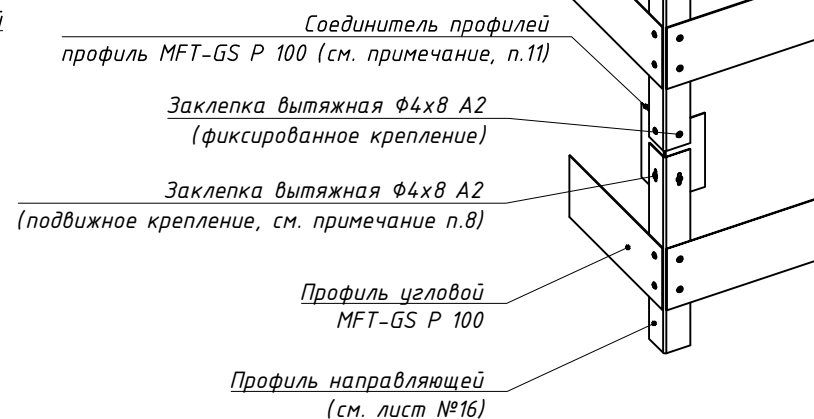 й
Соединитель профилей
профиль MFT-GS P 100 (см. примечание, п.11)
Заклепка вытяжная Ф4х8 А2
(фиксированное крепление)
Заклепка вытяжная Ф4х8 А2
(подвижное крепление, см. примечание п.8)
Профиль угловой
MFT-GS P 100
Профиль направляющей
(см. лист №16)